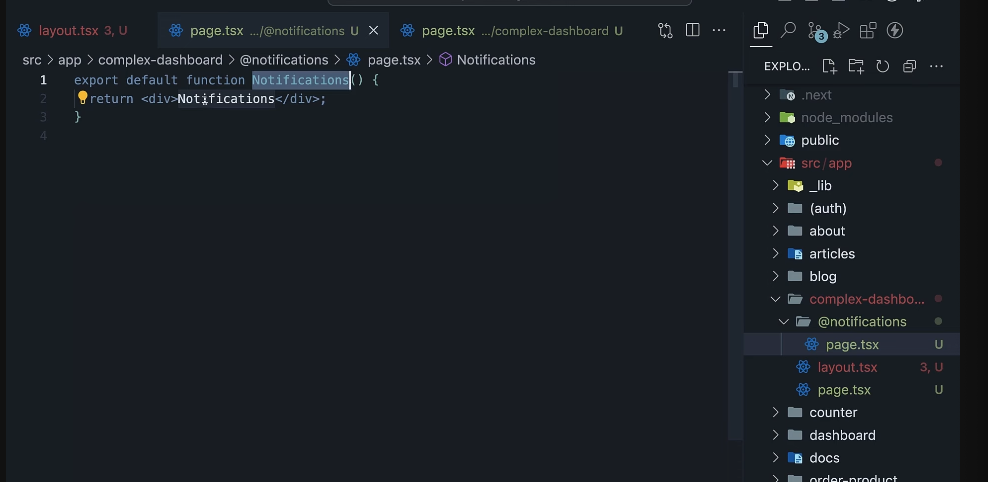 layout.tsx 3, U
page.tsx .../@notifications U
page.tsx .../complex-dashboard U
3
src > app > complex-dashboard > @notifications > page.tsx > Notifications
EXPLO...
1 export default function Notifications() {
2 return <div>Notifications</div>;
3 }
4
.next
node_modules
public
src / app
_lib
(auth)
about
articles
blog
complex-dashbo...
@notifications
page.tsx U
layout.tsx 3, U
page.tsx U
counter
dashboard
docs
order-product